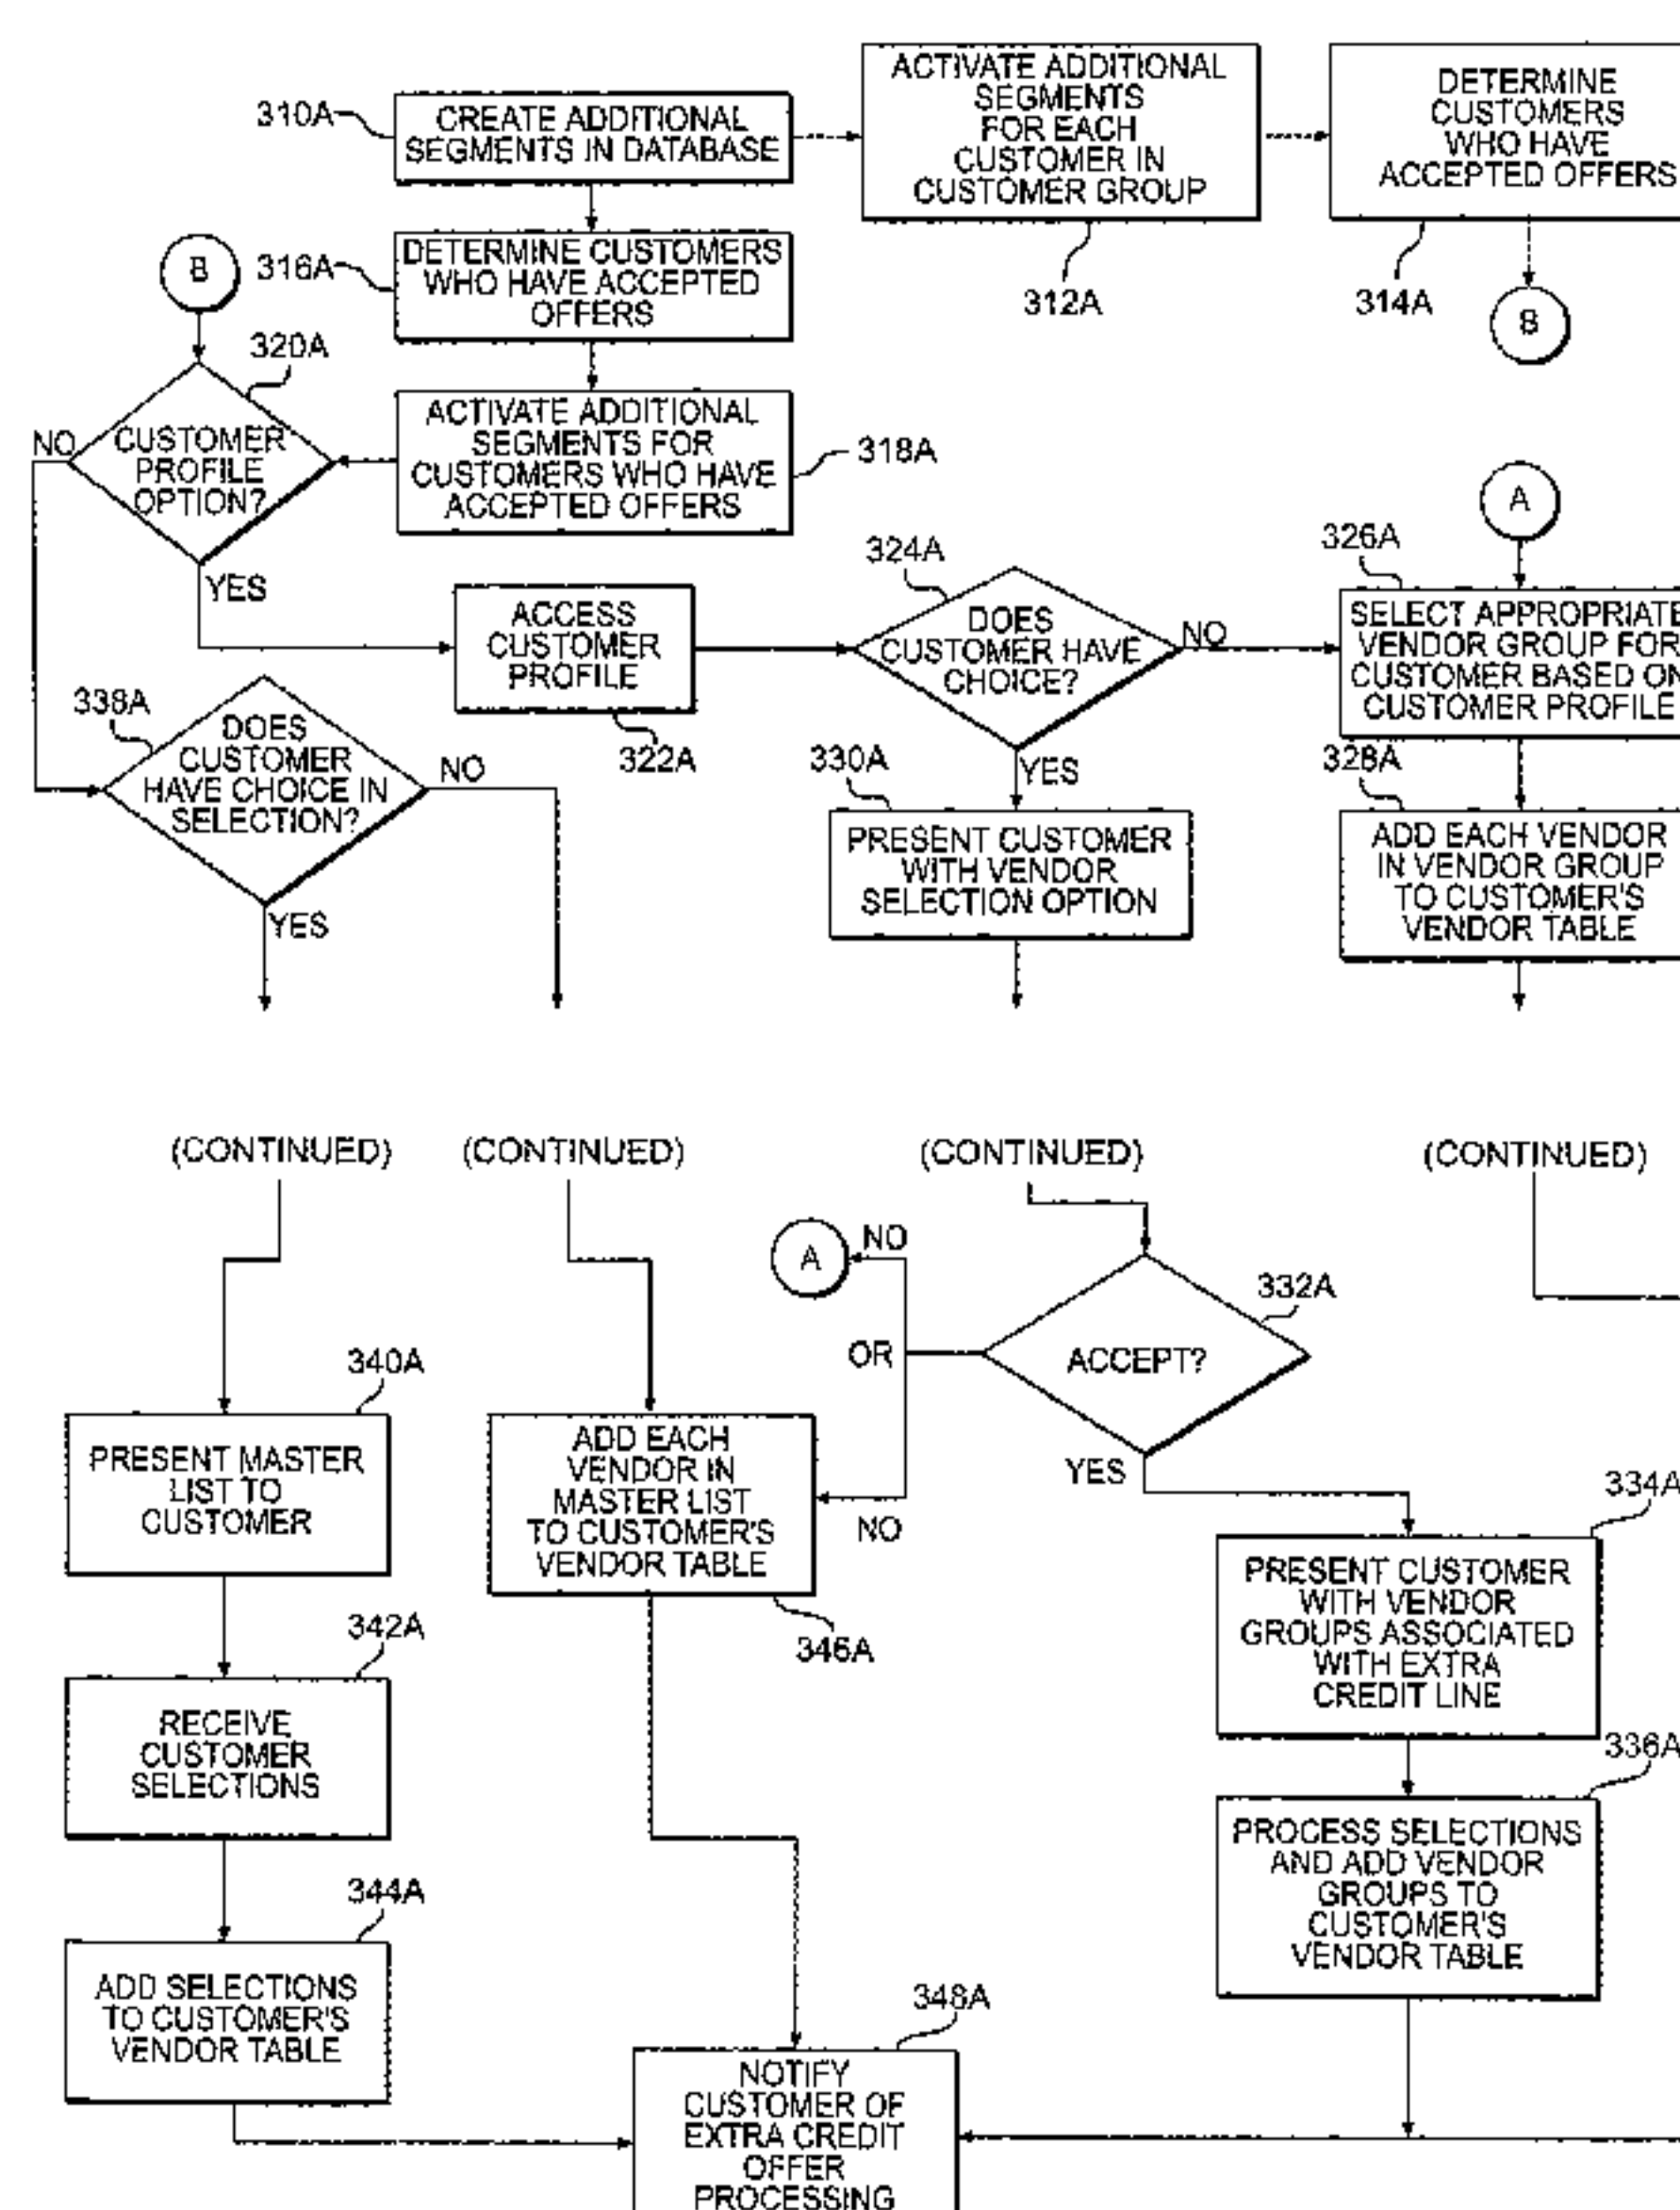 310A
CREATE ADDITIONAL
SEGMENTS IN DATABASE
ACTIVATE ADDITIONAL
SEGMENTS
FOR EACH
CUSTOMER IN
CUSTOMER GROUP
312A
DETERMINE
CUSTOMERS
WHO HAVE
ACCEPTED OFFERS
314A
B
B
316A
DETERMINE CUSTOMERS
WHO HAVE ACCEPTED
OFFERS
320A
NO
CUSTOMER
PROFILE
OPTION?
YES
ACTIVATE ADDITIONAL
SEGMENTS FOR
CUSTOMERS WHO HAVE
ACCEPTED OFFERS
318A
ACCESS
CUSTOMER
PROFILE
322A
324A
DOES
CUSTOMER HAVE
CHOICE?
NO
YES
A
326A
SELECT APPROPRIATE
VENDOR GROUP FOR
CUSTOMER BASED ON
CUSTOMER PROFILE
328A
ADD EACH VENDOR
IN VENDOR GROUP
TO CUSTOMER'S
VENDOR TABLE
330A
PRESENT CUSTOMER
WITH VENDOR
SELECTION OPTION
338A
DOES
CUSTOMER
HAVE CHOICE IN
SELECTION?
NO
YES
(CONTINUED)
(CONTINUED)
(CONTINUED)
(CONTINUED)
A
NO
OR
NO
332A
ACCEPT?
YES
340A
PRESENT MASTER
LIST TO
CUSTOMER
ADD EACH
VENDOR IN
MASTER LIST
TO CUSTOMER'S
VENDOR TABLE
346A
334A
PRESENT CUSTOMER
WITH VENDOR
GROUPS ASSOCIATED
WITH EXTRA
CREDIT LINE
342A
RECEIVE
CUSTOMER
SELECTIONS
336A
PROCESS SELECTIONS
AND ADD VENDOR
GROUPS TO
CUSTOMER'S
VENDOR TABLE
344A
ADD SELECTIONS
TO CUSTOMER'S
VENDOR TABLE
348A
NOTIFY
CUSTOMER OF
EXTRA CREDIT
OFFER
PROCESSING